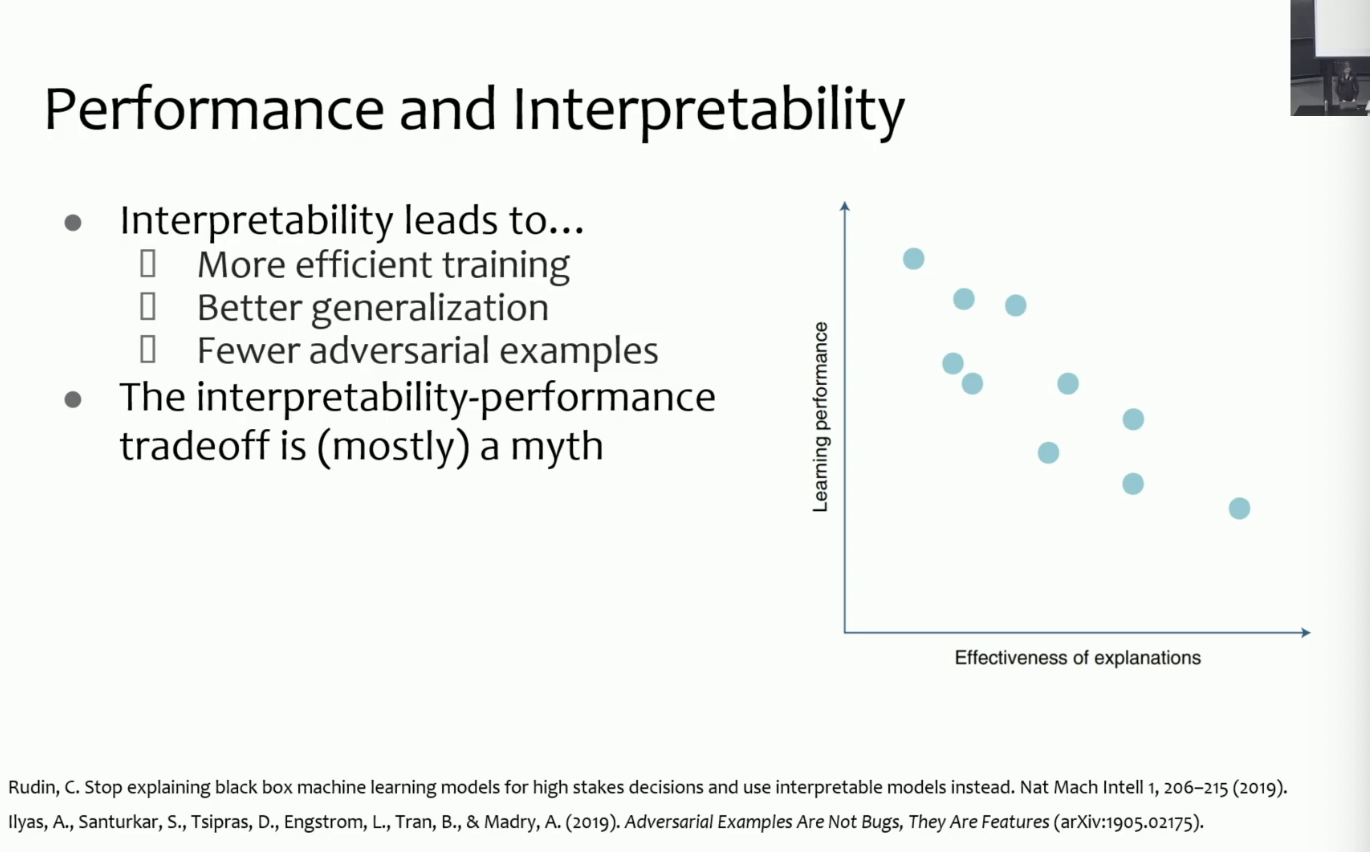 Performance and Interpretability
● Interpretability leads to…
▯ More efficient training
▯ Better generalization
▯ Fewer adversarial examples
● The interpretability-performance
tradeoff is (mostly) a myth
Learning performance
Effectiveness of explanations
Rudin, C. Stop explaining black box machine learning models for high stakes decisions and use interpretable models instead. Nat Mach Intell 1, 206–215 (2019).
Ilyas, A., Santurkar, S., Tsipras, D., Engstrom, L., Tran, B., & Madry, A. (2019). Adversarial Examples Are Not Bugs, They Are Features (arXiv:1905.02175).